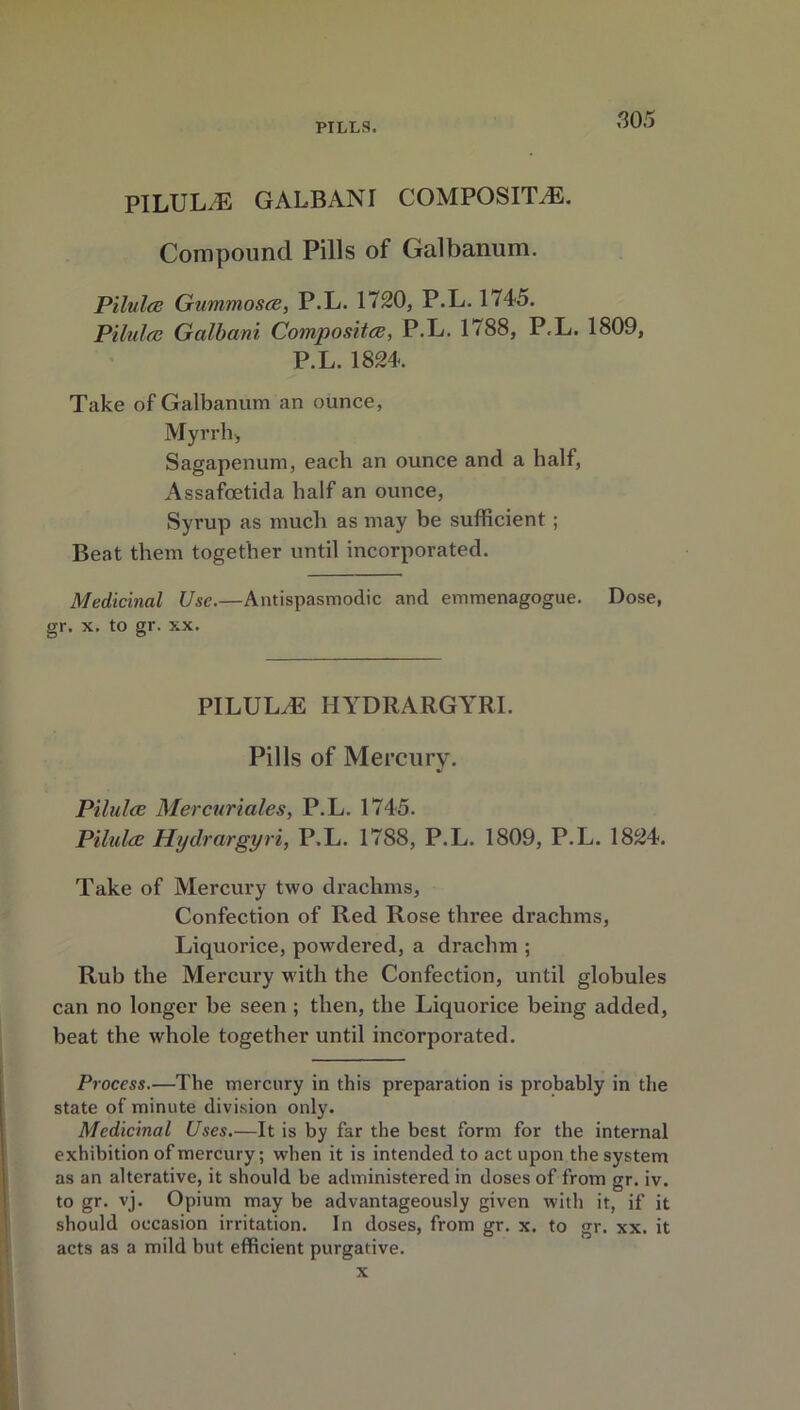 PILLS. 305
PILULÆ GALBANI COMPOSITÆ.
Compound Pills of Galbanum.
Pilulæ Gummosæ, P.L. 1720, P.L. 1745.
Pilulæ Galbani Compositæ, P.L. 1788, P.L. 1809,
P.L. 1824.
Take of Galbanum an ounce,
Myrrh,
Sagapenum, each an ounce and a half,
Assafœtida half an ounce,
Syrup as much as may be sufficient;
Beat them together until incorporated.
Medicinal Use.—Antispasmodic and emmenagogue. Dose,
gr. x. to gr. xx.
PILULÆ HYDRARGYRI.
Pills of Mercury.
Pilulæ Mercuriales, P.L. 1745.
Pilulæ Hydrargyri, P.L. 1788, P.L. 1809, P.L. 1824.
Take of Mercury two drachms,
Confection of Red Rose three drachms,
Liquorice, powdered, a drachm;
Rub the Mercury with the Confection, until globules
can no longer be seen; then, the Liquorice being added,
beat the whole together until incorporated.
Process.—The mercury in this preparation is probably in the
state of minute division only.
Medicinal Uses.—It is by far the best form for the internal
exhibition of mercury; when it is intended to act upon the system
as an alterative, it should be administered in doses of from gr. iv.
to gr. vj. Opium may be advantageously given with it, if it
should occasion irritation. In doses, from gr. x. to gr. xx. it
acts as a mild but efficient purgative.
x